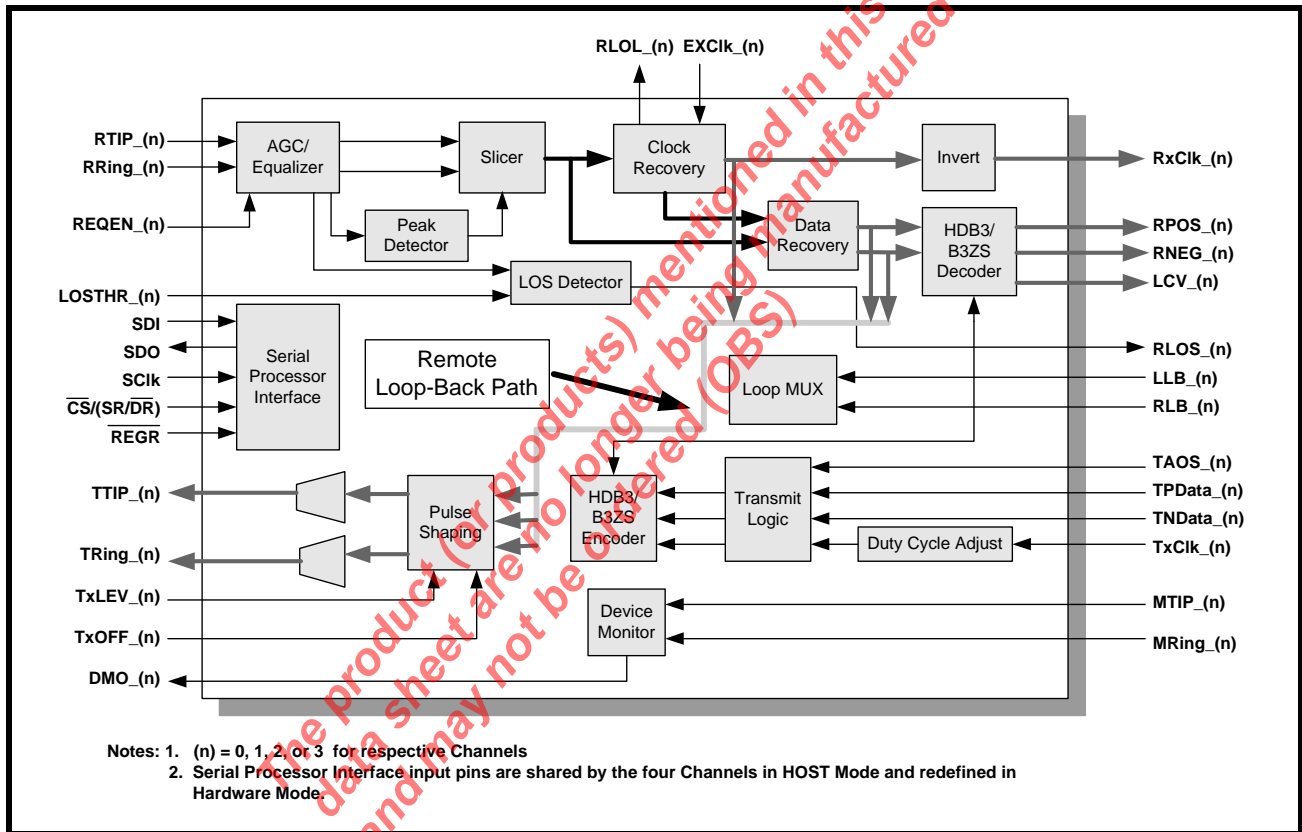 RLOL_(n) EXClk_(n)
RTIP_(n)
RRing_(n)
REQEN_(n)
LOSTHR_(n)
SDI
SDO
SClk
CS/(SR/DR)
REGR
TTIP_(n)
TRing_(n)
TxLEV_(n)
TxOFF_(n)
DMO_(n)
AGC/
Equalizer
Peak
Detector
Slicer
LOS Detector
Clock
Recovery
Data
Recovery
Invert
HDB3/
B3ZS
Decoder
Serial
Processor
Interface
Remote
Loop-Back Path
Loop MUX
Pulse
Shaping
HDB3/
B3ZS
Encoder
Transmit
Logic
Duty Cycle Adjust
Device
Monitor
RxClk_(n)
RPOS_(n)
RNEG_(n)
LCV_(n)
RLOS_(n)
LLB_(n)
RLB_(n)
TAOS_(n)
TPData_(n)
TNData_(n)
TxClk_(n)
MTIP_(n)
MRing_(n)
Notes: 1. (n) = 0, 1, 2, or 3 for respective Channels
2. Serial Processor Interface input pins are shared by the four Channels in HOST Mode and redefined in
Hardware Mode.
The product (or products) mentioned in this
data sheet are no longer being manufactured
and may not be ordered (OBS)